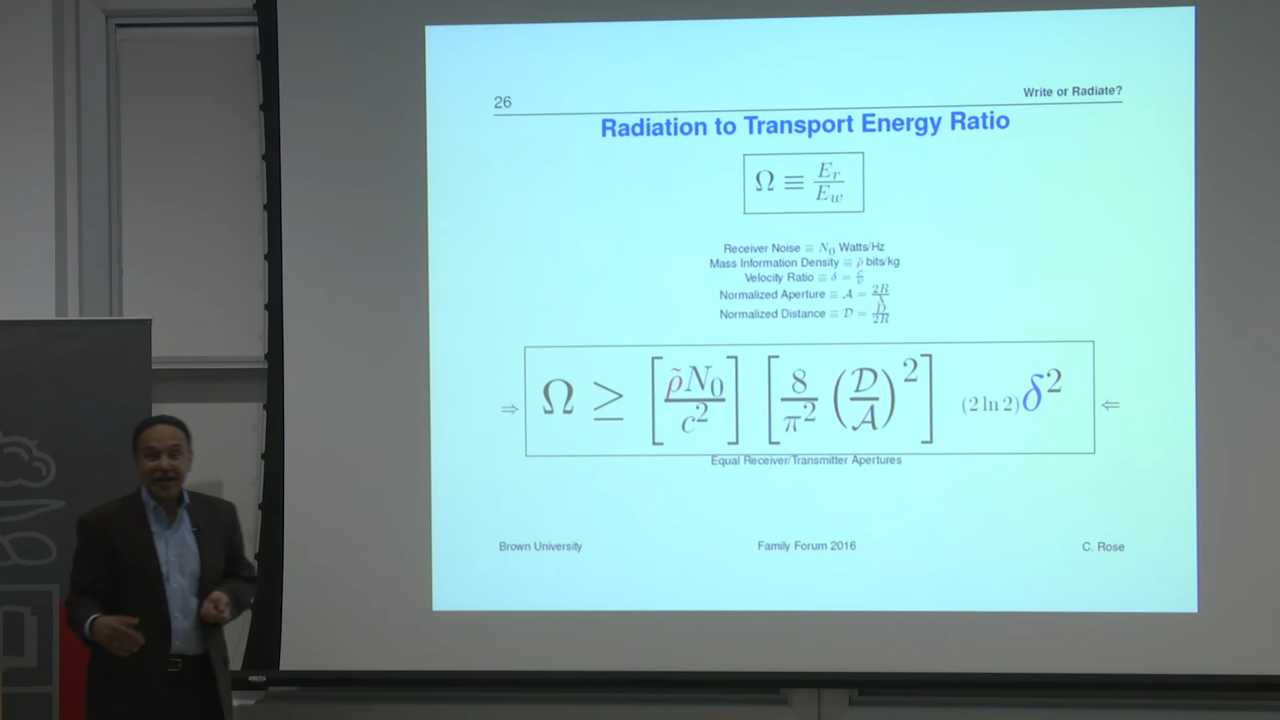 26 Write or Radiate?
Radiation to Transport Energy Ratio
Ω ≡ E_r/E_w
Receiver Noise ≡ N₀ Watts/Hz
Mass Information Density ≡ ρ̃ bits/kg
Velocity Ratio ≡ δ = c/v
Normalized Aperture ≡ 𝒜 = 2R/λ
Normalized Distance ≡ 𝒟 = D/2R
⇒ Ω ≥ [ρ̃N₀/c²] [8/π² (𝒟/𝒜)²] (2 ln 2)δ² ⇐
Equal Receiver/Transmitter Apertures
Brown University Family Forum 2016 C. Rose